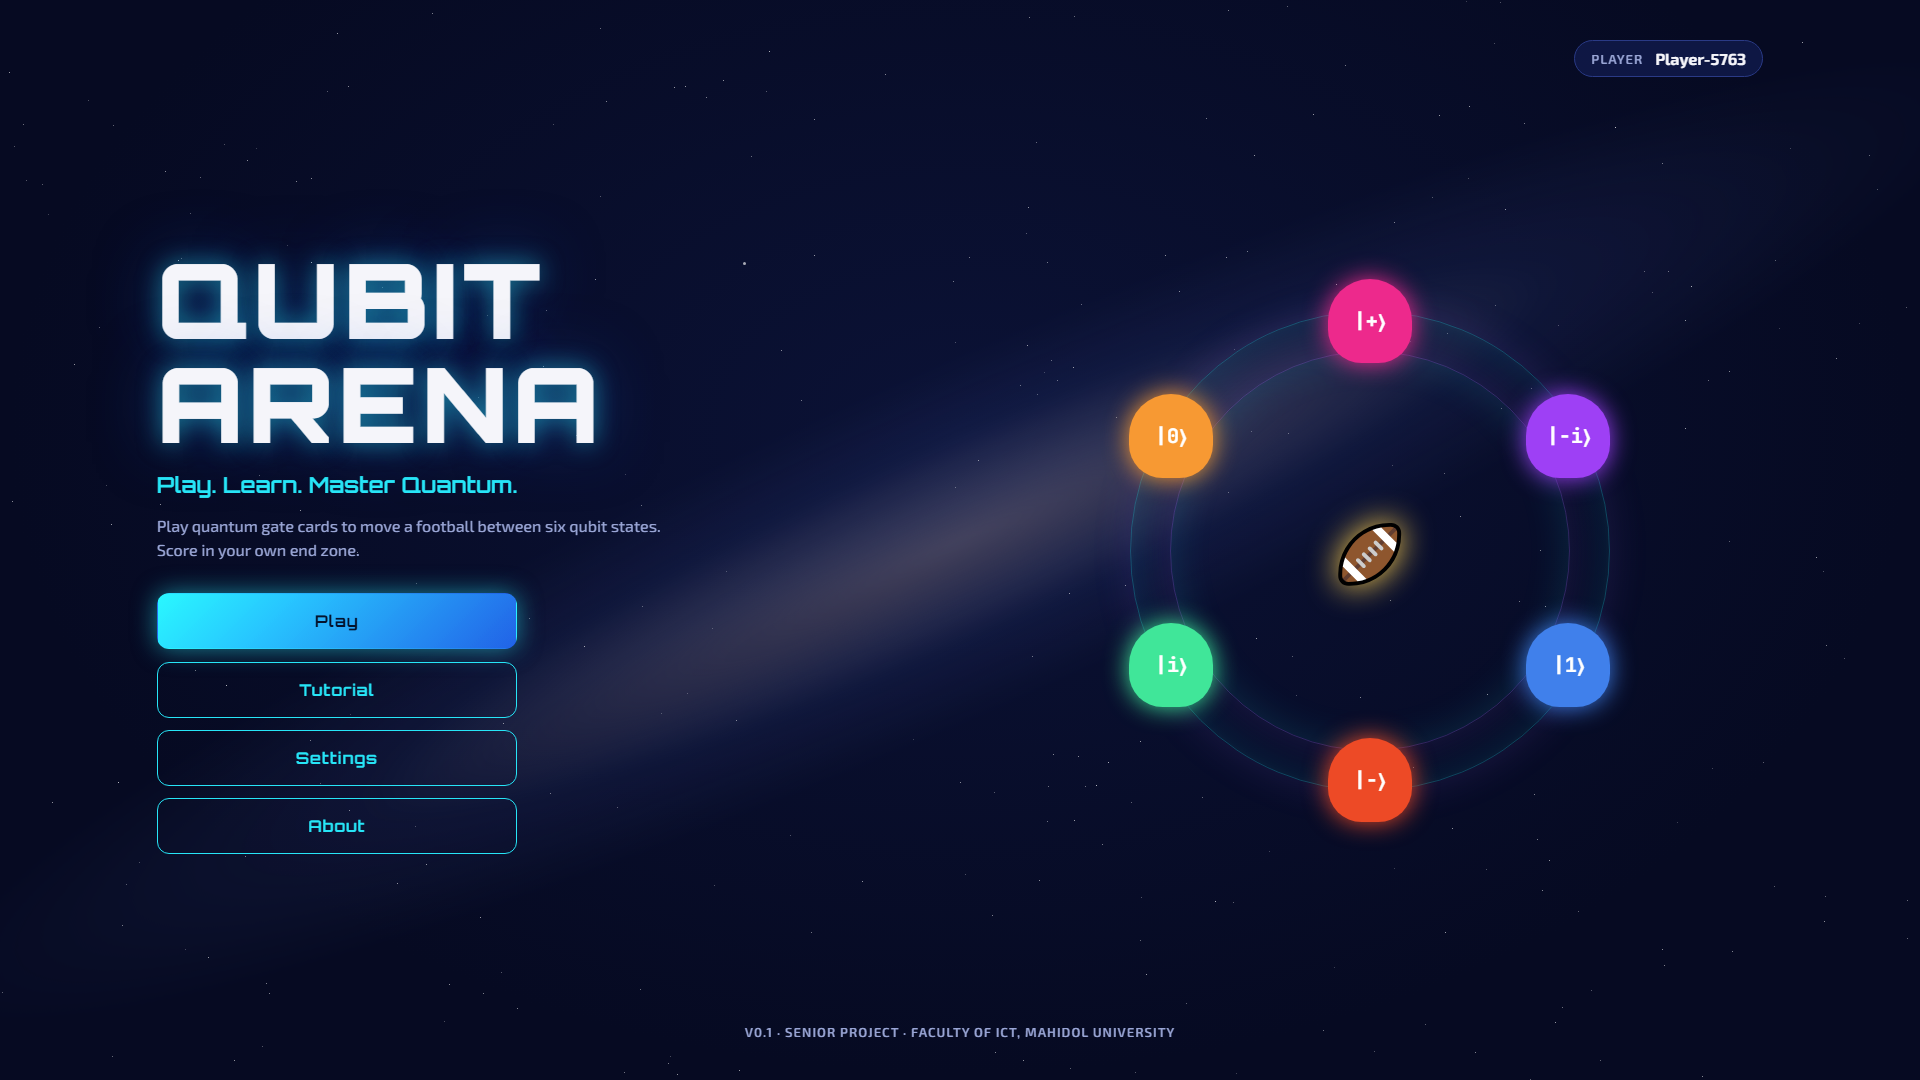 PLAYER Player-5763
QUBIT
ARENA
Play. Learn. Master Quantum.
Play quantum gate cards to move a football between six qubit states.
Score in your own end zone.
Play
Tutorial
Settings
About
|+⟩
|0⟩
|-i⟩
|i⟩
|1⟩
|-⟩
V0.1 · SENIOR PROJECT · FACULTY OF ICT, MAHIDOL UNIVERSITY